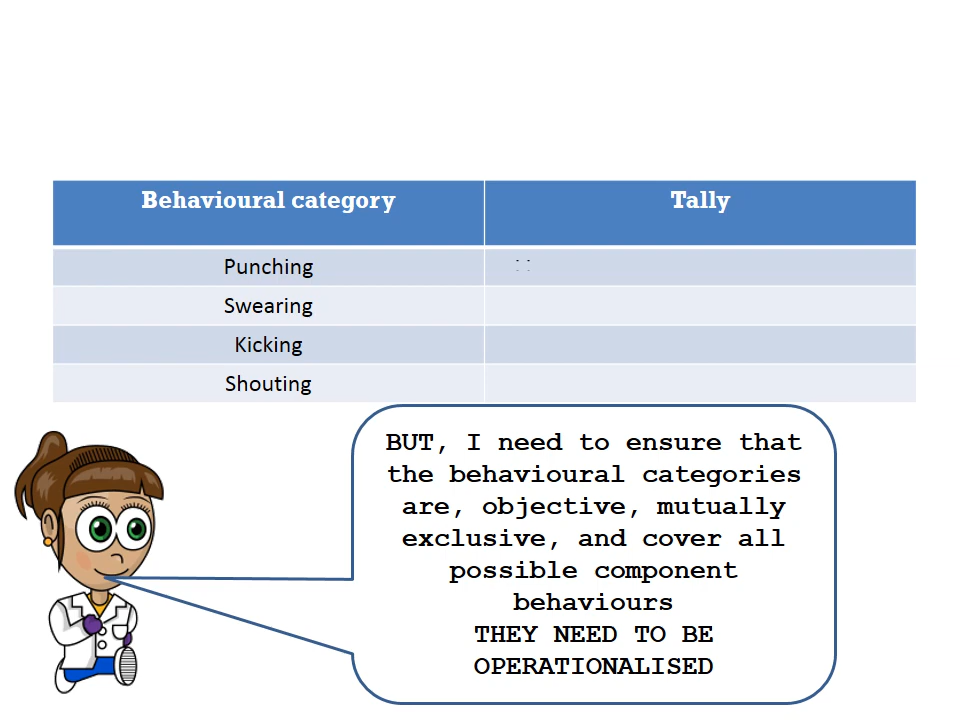 Behavioural category Tally
Punching
Swearing
Kicking
Shouting
BUT, I need to ensure that
the behavioural categories
are, objective, mutually
exclusive, and cover all
possible component
behaviours
THEY NEED TO BE
OPERATIONALISED